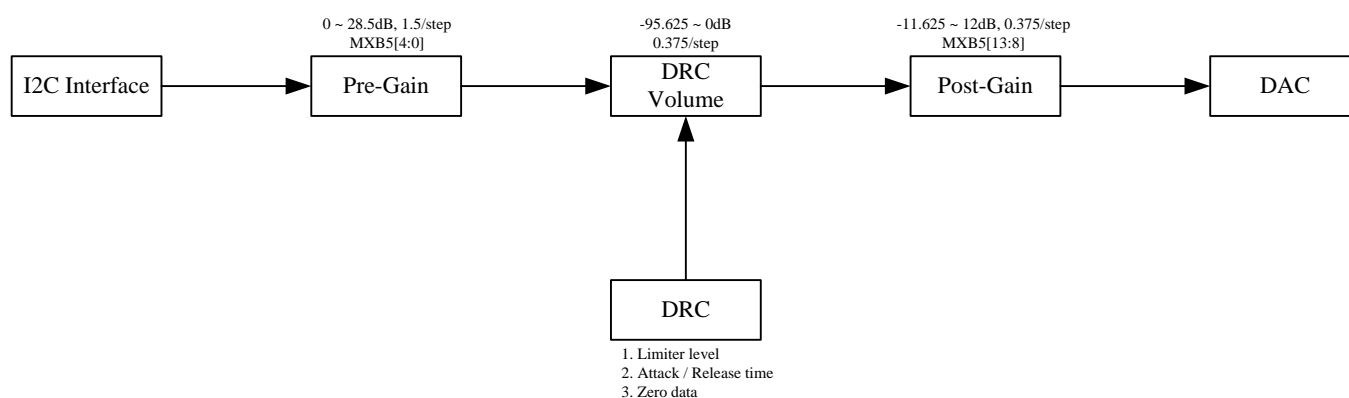 0 ~ 28.5dB, 1.5/step
MXB5[4:0]
-95.625 ~ 0dB
0.375/step
-11.625 ~ 12dB, 0.375/step
MXB5[13:8]
I2C Interface
Pre-Gain
DRC
Volume
Post-Gain
DAC
DRC
1. Limiter level
2. Attack / Release time
3. Zero data